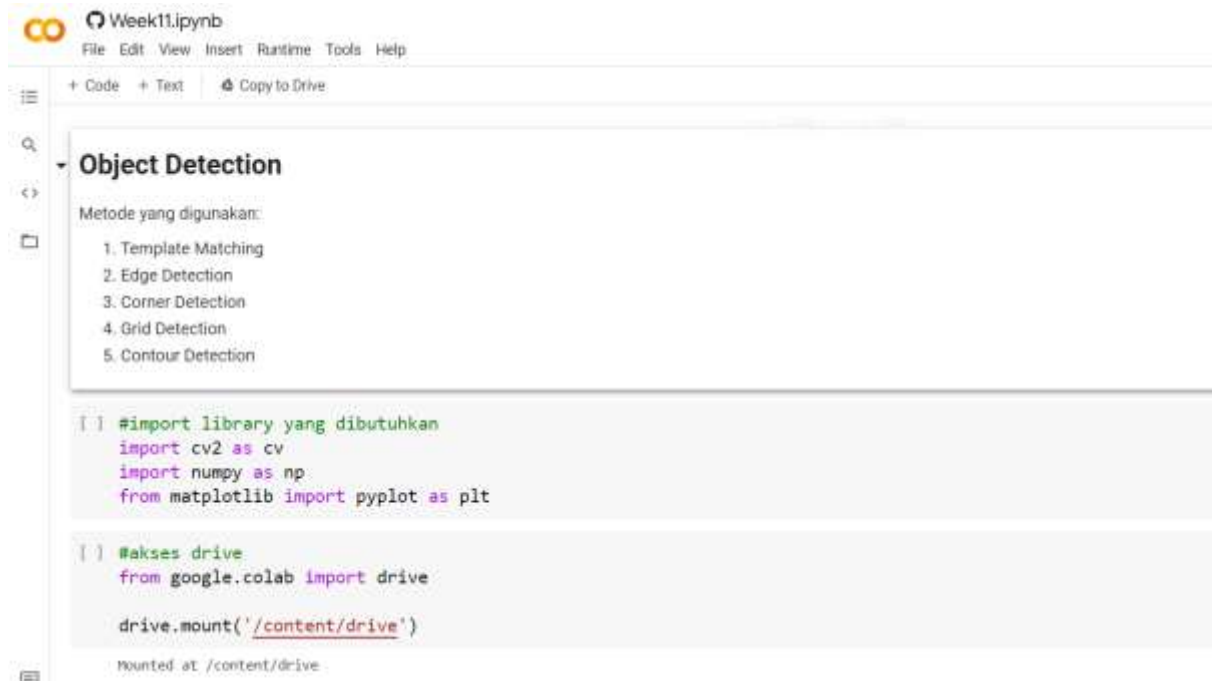 Week11.ipynb
File Edit View Insert Runtime Tools Help
+ Code + Text Copy to Drive
Object Detection
Metode yang digunakan:
1. Template Matching
2. Edge Detection
3. Corner Detection
4. Grid Detection
5. Contour Detection
[ ] #import library yang dibutuhkan
import cv2 as cv
import numpy as np
from matplotlib import pyplot as plt
[ ] #akses drive
from google.colab import drive
drive.mount('/content/drive')
Mounted at /content/drive